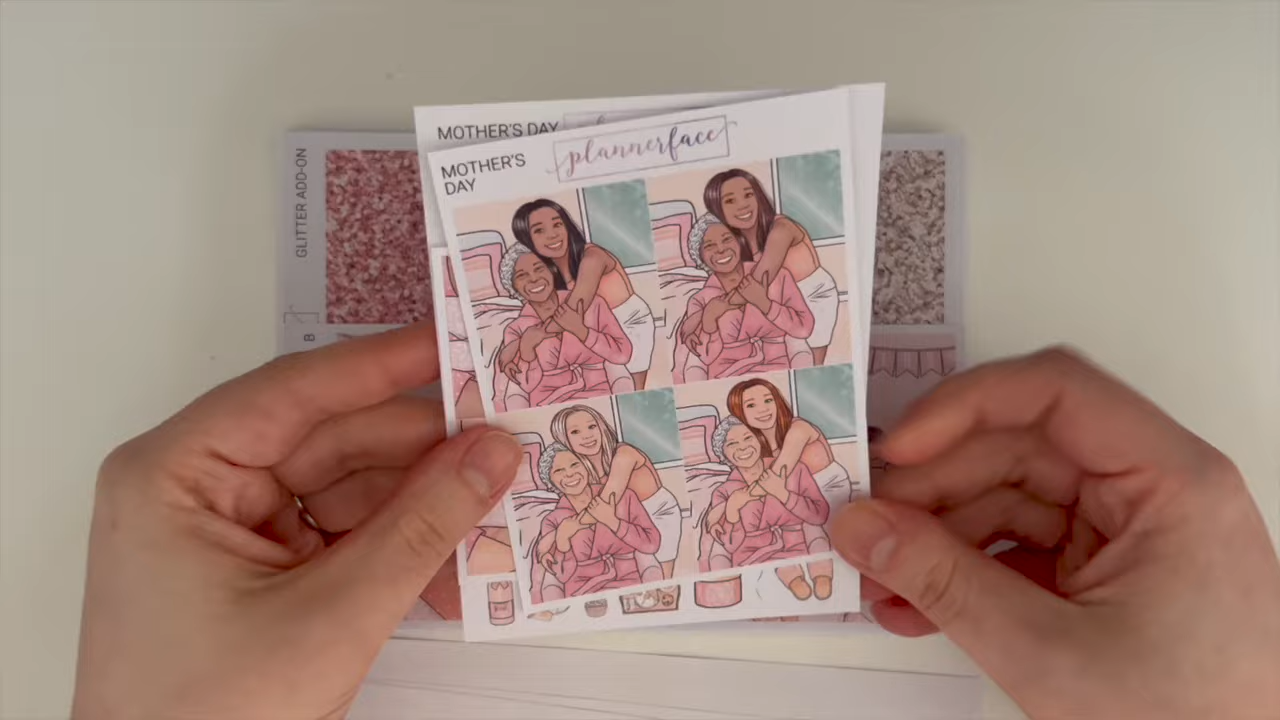 MOTHER'S DAY
MOTHER'S
DAY
plannerface
GLITTER ADD-ON
B